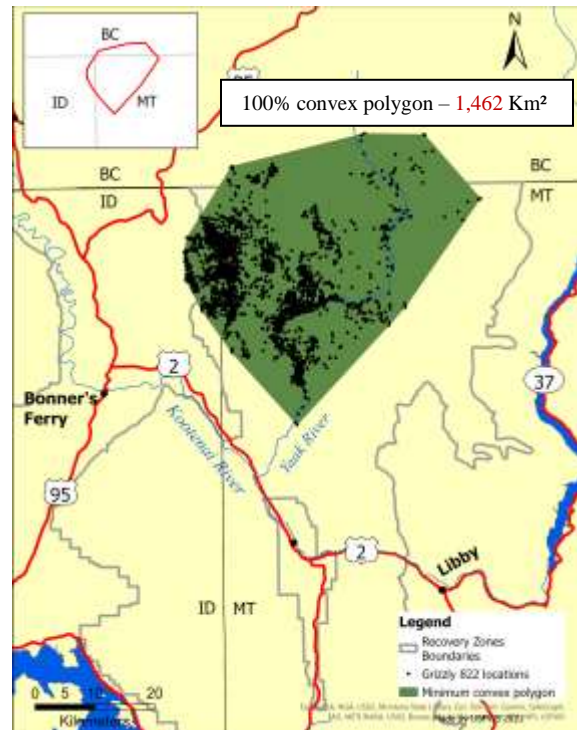 BC
ID
MT
N
100% convex polygon – 1,462 Km²
BC
ID
BC
MT
2
Bonner's
Ferry
Kootenai River
Yaak River
37
95
2
Libby
ID
MT
Legend
Recovery Zones
Boundaries
Grizzly 822 locations
Minimum convex polygon
0 5 10 20
Kilometers